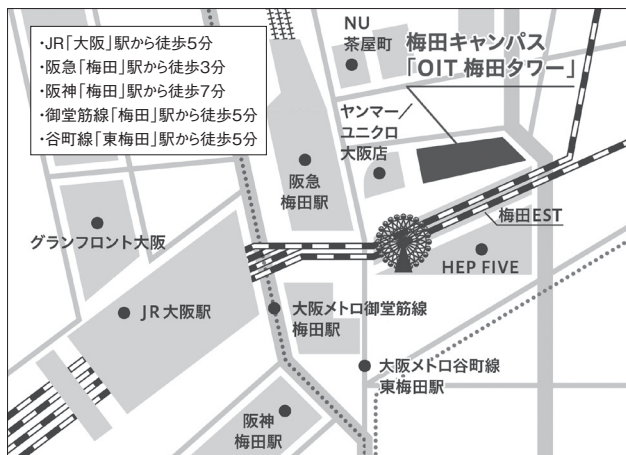 ・JR「大阪」駅から徒歩5分
・阪急「梅田」駅から徒歩3分
・阪神「梅田」駅から徒歩7分
・御堂筋線「梅田」駅から徒歩5分
・谷町線「東梅田」駅から徒歩5分
NU
茶屋町
梅田キャンパス
「OIT 梅田タワー」
ヤンマー/
ユニクロ
大阪店
阪急
梅田駅
梅田EST
グランフロント大阪
HEP FIVE
JR大阪駅
大阪メトロ御堂筋線
梅田駅
大阪メトロ谷町線
東梅田駅
阪神
梅田駅